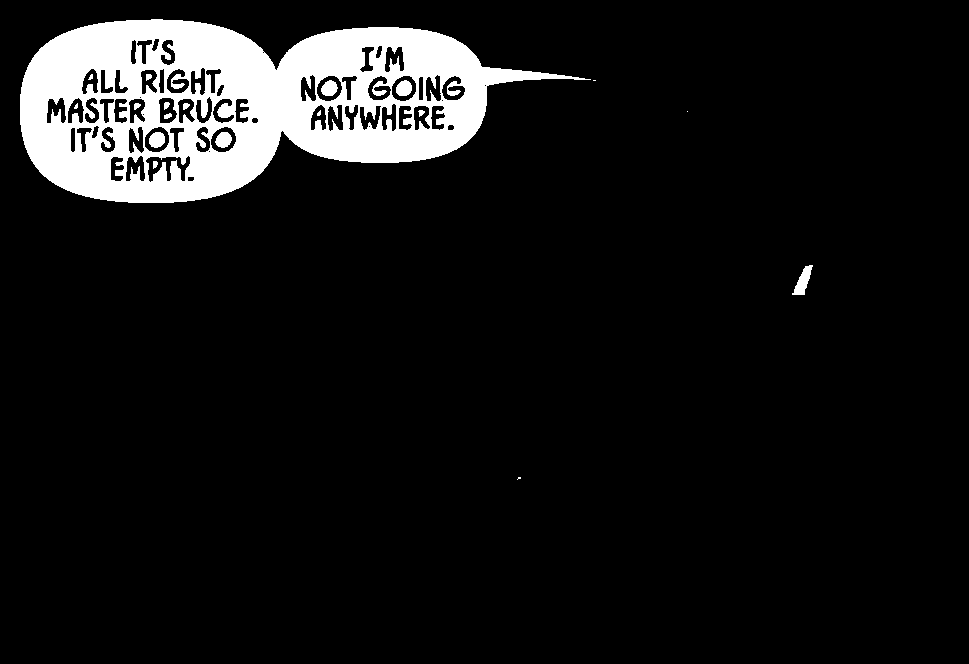 IT'S
ALL RIGHT,
MASTER BRUCE.
IT'S NOT SO
EMPTY.
I'M
NOT GOING
ANYWHERE.